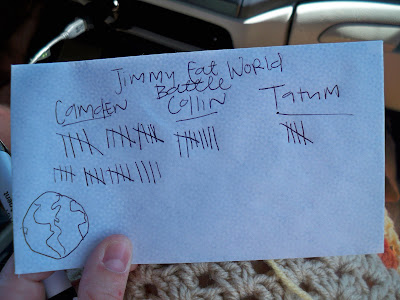 Jimmy Eat World
Battle
Camden Collin Tatum